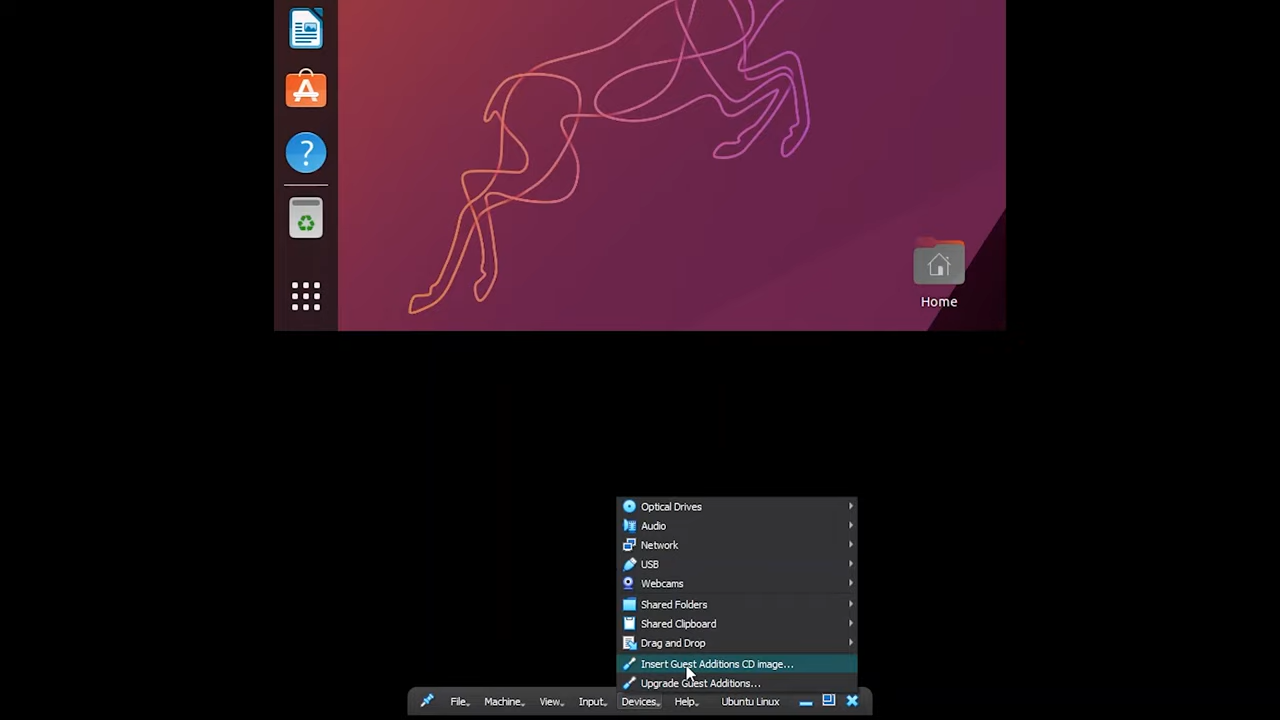 Home
Optical Drives
Audio
Network
USB
Webcams
Shared Folders
Shared Clipboard
Drag and Drop
Insert Guest Additions CD image...
Upgrade Guest Additions...
File Machine View Input Devices Help Ubuntu Linux